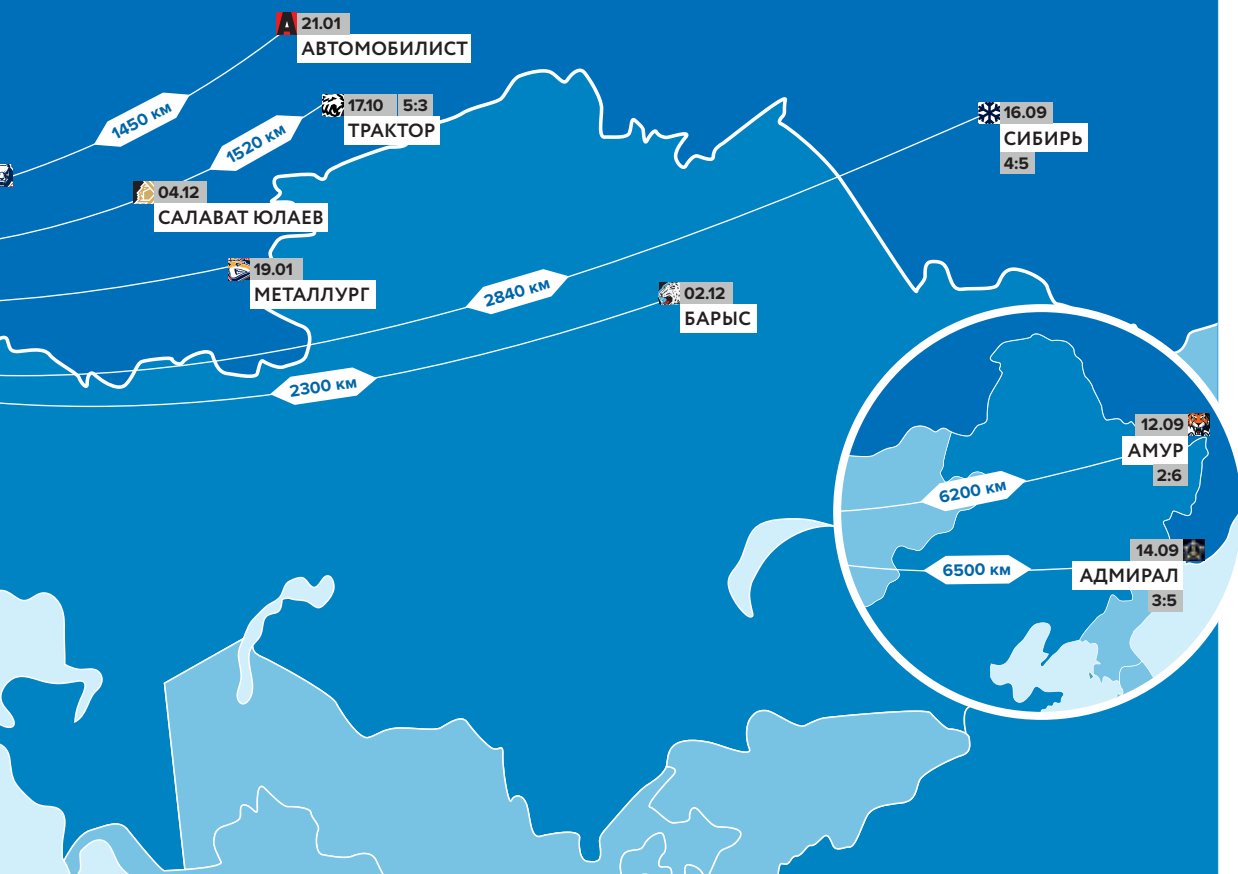 21.01
АВТОМОБИЛИСТ
1450 км
17.10 5:3
ТРАКТОР
1520 км
16.09
СИБИРЬ
4:5
04.12
САЛАВАТ ЮЛАЕВ
19.01
МЕТАЛЛУРГ
2840 км
02.12
БАРЫС
2300 км
12.09
АМУР
2:6
6200 км
14.09
АДМИРАЛ
3:5
6500 км